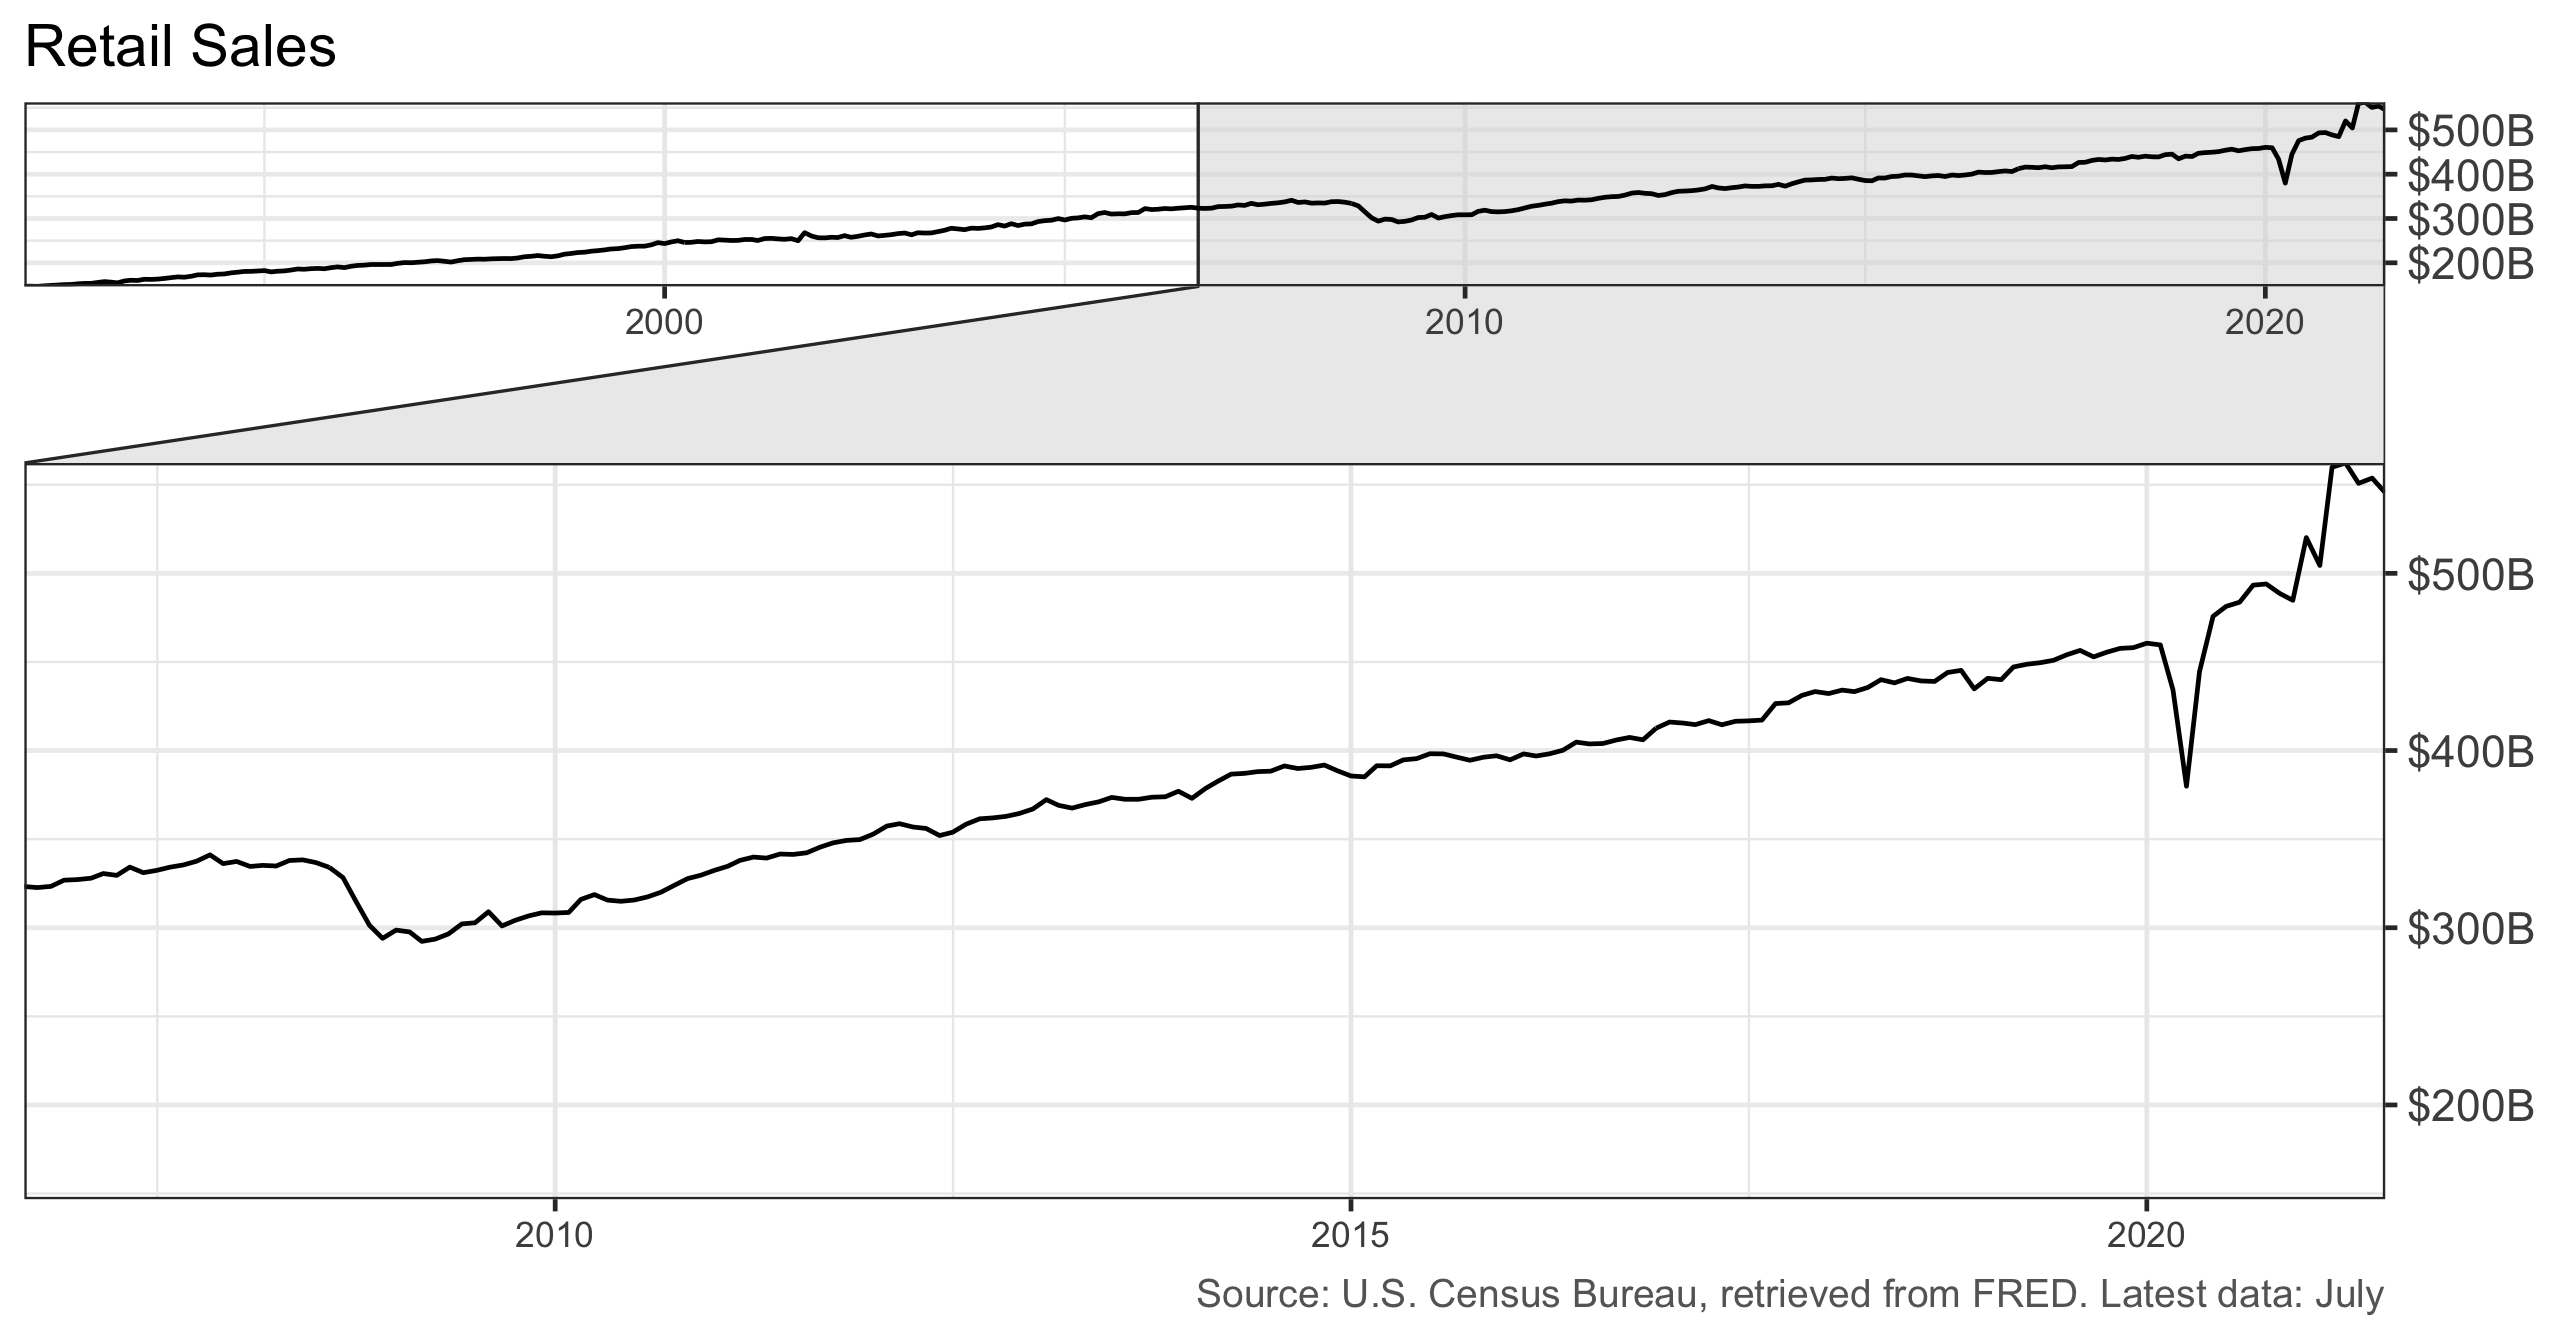 Retail Sales
$500B
$400B
$300B
$200B
2000 2010 2020
$500B
$400B
$300B
$200B
2010 2015 2020
Source: U.S. Census Bureau, retrieved from FRED. Latest data: July